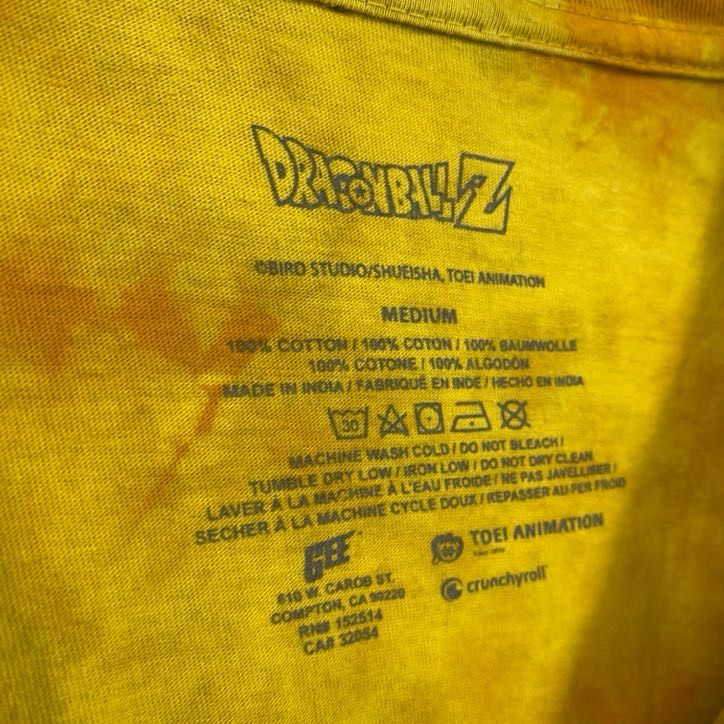 DRAGONBALL Z
©BIRD STUDIO/SHUEISHA, TOEI ANIMATION
MEDIUM
100% COTTON / 100% COTON / 100% BAUMWOLLE
100% COTONE / 100% ALGODÓN
MADE IN INDIA / FABRIQUÉ EN INDE / HECHO EN INDIA
30
MACHINE WASH COLD / DO NOT BLEACH /
TUMBLE DRY LOW / IRON LOW / DO NOT DRY CLEAN
LAVER À LA MACHINE À L'EAU FROIDE / NE PAS JAVELLISER /
SECHER À LA MACHINE CYCLE DOUX / REPASSER AU FER FROID
GEE
610 W. CAROB ST.
COMPTON, CA 90220
RN# 152514
CA# 32054
TOEI ANIMATION
crunchyroll